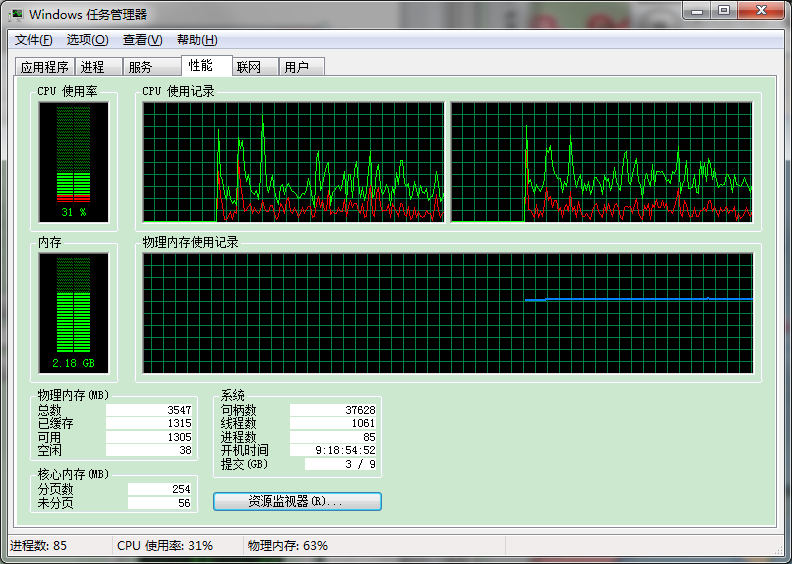 Windows 任务管理器
文件(F) 选项(O) 查看(V) 帮助(H)
应用程序 进程 服务 性能 联网 用户
CPU 使用率
31 %
CPU 使用记录
内存
2.18 GB
物理内存使用记录
物理内存(MB)
总数 3547
已缓存 1315
可用 1305
空闲 38
核心内存(MB)
分页数 254
未分页 56
系统
句柄数 37628
线程数 1061
进程数 85
开机时间 9:18:54:52
提交(GB) 3 / 9
资源监视器(R)...
进程数: 85 CPU 使用率: 31% 物理内存: 63%